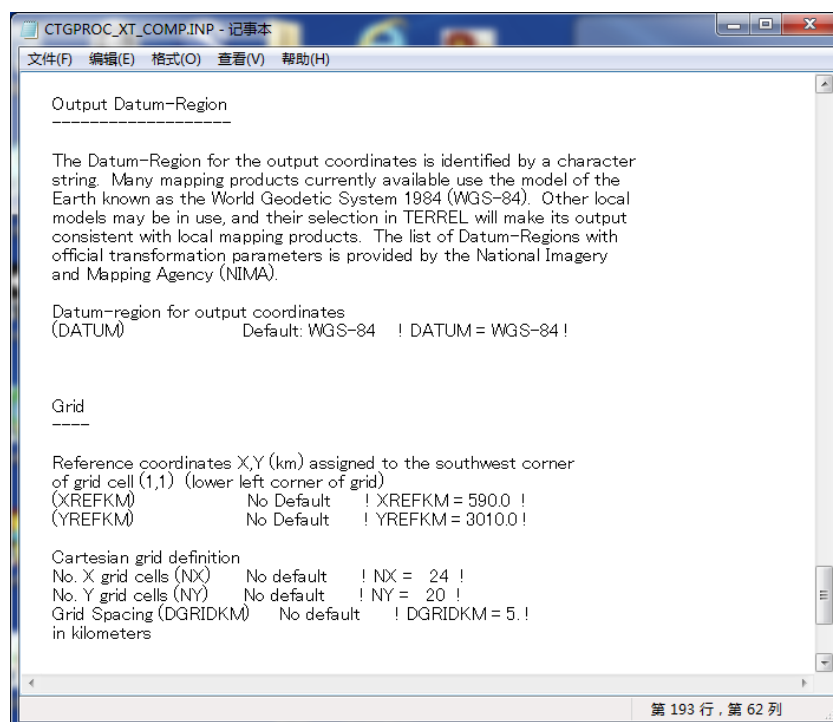 CTGPROC_XT_COMP.INP - 记事本
文件(F) 编辑(E) 格式(O) 查看(V) 帮助(H)
Output Datum-Region
-------------------
The Datum-Region for the output coordinates is identified by a character
string. Many mapping products currently available use the model of the
Earth known as the World Geodetic System 1984 (WGS-84). Other local
models may be in use, and their selection in TERREL will make its output
consistent with local mapping products. The list of Datum-Regions with
official transformation parameters is provided by the National Imagery
and Mapping Agency (NIMA).
Datum-region for output coordinates
(DATUM) Default: WGS-84 ! DATUM = WGS-84 !
Grid
----
Reference coordinates X,Y (km) assigned to the southwest corner
of grid cell (1,1) (lower left corner of grid)
(XREFKM) No Default ! XREFKM = 590.0 !
(YREFKM) No Default ! YREFKM = 3010.0 !
Cartesian grid definition
No. X grid cells (NX) No default ! NX = 24 !
No. Y grid cells (NY) No default ! NY = 20 !
Grid Spacing (DGRIDKM) No default ! DGRIDKM = 5. !
in kilometers
第 193 行，第 62 列